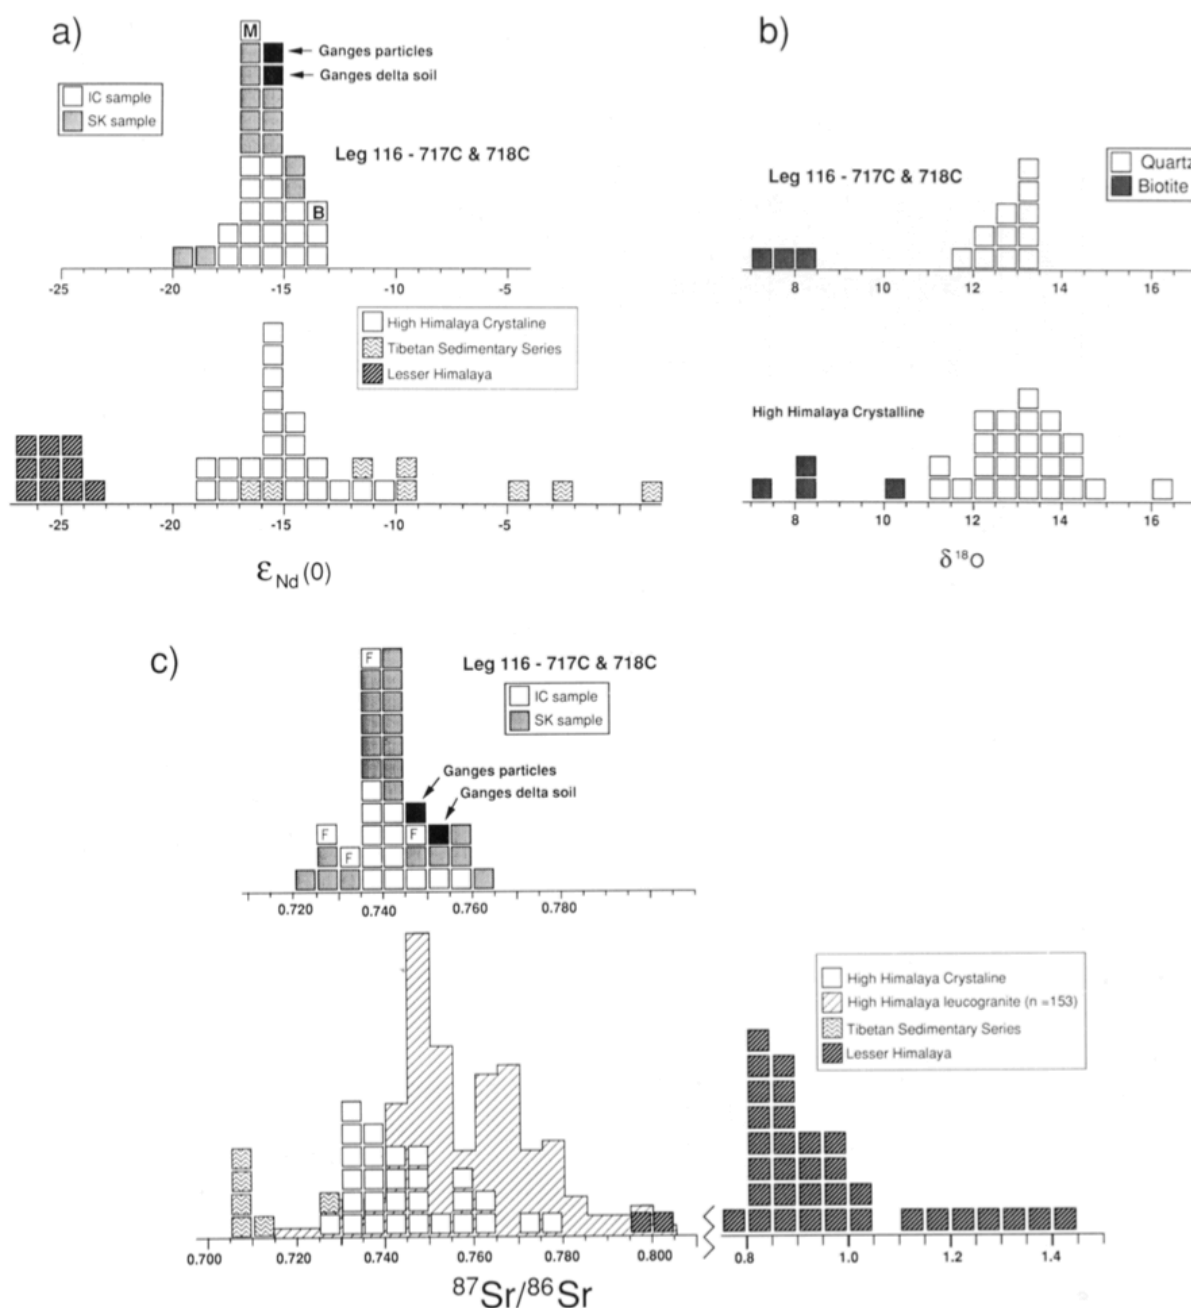 a)
M
Ganges particles
Ganges delta soil
IC sample
SK sample
Leg 116 - 717C & 718C
B
-25 -20 -15 -10 -5
High Himalaya Crystaline
Tibetan Sedimentary Series
Lesser Himalaya
-25 -20 -15 -10 -5
εNd(0)
b)
Quartz
Biotite
Leg 116 - 717C & 718C
8 10 12 14 16
High Himalaya Crystalline
8 10 12 14 16
δ18O
c)
F
Leg 116 - 717C & 718C
IC sample
SK sample
Ganges particles
Ganges delta soil
F F
F
0.720 0.740 0.760 0.780
High Himalaya Crystaline
High Himalaya leucogranite (n =153)
Tibetan Sedimentary Series
Lesser Himalaya
0.700 0.720 0.740 0.760 0.780 0.800 0.8 1.0 1.2 1.4
87Sr/86Sr